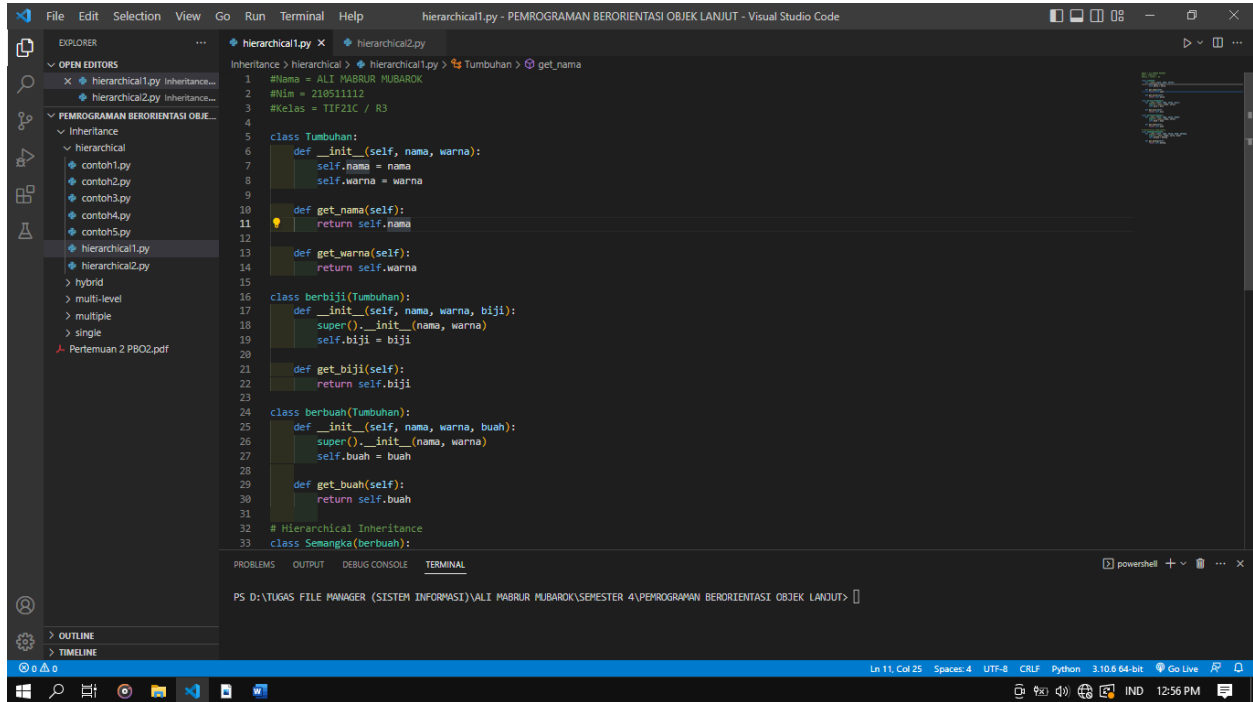 File Edit Selection View Go Run Terminal Help hierarchical1.py - PEMROGRAMAN BERORIENTASI OBJEK LANJUT - Visual Studio Code
EXPLORER ...
OPEN EDITORS
hierarchical1.py Inheritance...
hierarchical2.py Inheritance...
PEMROGRAMAN BERORIENTASI OBJE...
Inheritance
hierarchical
contoh1.py
contoh2.py
contoh3.py
contoh4.py
contoh5.py
hierarchical1.py
hierarchical2.py
hybrid
multi-level
multiple
single
Pertemuan 2 PBO2.pdf
OUTLINE
TIMELINE
hierarchical1.py hierarchical2.py
Inheritance > hierarchical > hierarchical1.py > Tumbuhan > get_nama
1 #Nama = ALI MABRUR MUBAROK
2 #Nim = 210511112
3 #Kelas = TIF21C / R3
4
5 class Tumbuhan:
6 def __init__(self, nama, warna):
7 self.nama = nama
8 self.warna = warna
9
10 def get_nama(self):
11 return self.nama
12
13 def get_warna(self):
14 return self.warna
15
16 class berbiji(Tumbuhan):
17 def __init__(self, nama, warna, biji):
18 super().__init__(nama, warna)
19 self.biji = biji
20
21 def get_biji(self):
22 return self.biji
23
24 class berbuah(Tumbuhan):
25 def __init__(self, nama, warna, buah):
26 super().__init__(nama, warna)
27 self.buah = buah
28
29 def get_buah(self):
30 return self.buah
31
32 # Hierarchical Inheritance
33 class Semangka(berbuah):
PROBLEMS OUTPUT DEBUG CONSOLE TERMINAL powershell
PS D:\TUGAS FILE MANAGER (SISTEM INFORMASI)\ALI MABRUR MUBAROK\SEMESTER 4\PEMROGRAMAN BERORIENTASI OBJEK LANJUT>
0 0 Ln 11, Col 25 Spaces: 4 UTF-8 CRLF Python 3.10.6 64-bit Go Live
IND 12:56 PM